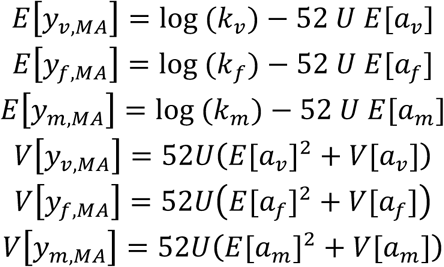 E[y_{v,MA}] = log (k_v) − 52 U E[a_v]
E[y_{f,MA}] = log (k_f) − 52 U E[a_f]
E[y_{m,MA}] = log (k_m) − 52 U E[a_m]
V[y_{v,MA}] = 52U(E[a_v]² + V[a_v])
V[y_{f,MA}] = 52U(E[a_f]² + V[a_f])
V[y_{m,MA}] = 52U(E[a_m]² + V[a_m])